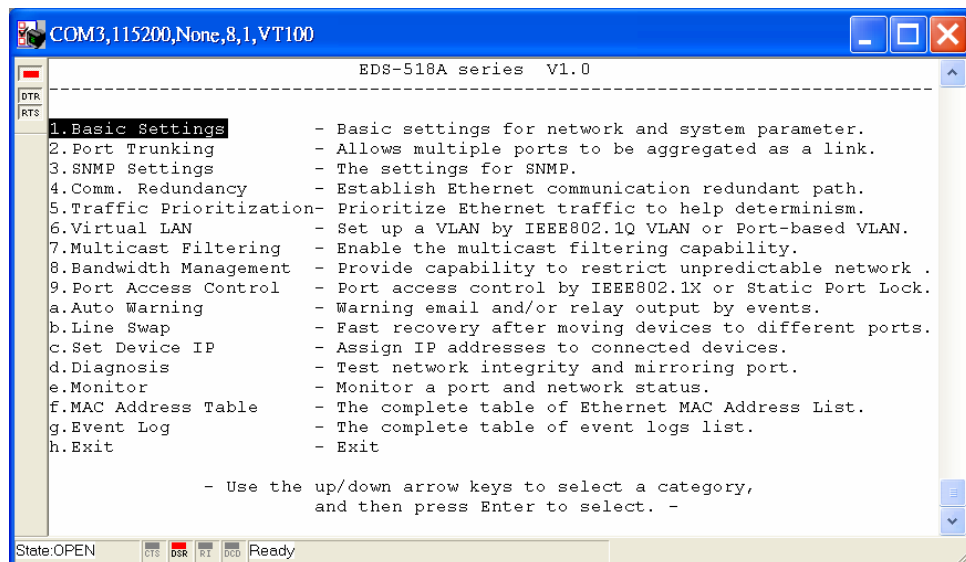 COM3,115200,None,8,1,VT100
EDS-518A series V1.0
DTR
RTS
1.Basic Settings - Basic settings for network and system parameter.
2.Port Trunking - Allows multiple ports to be aggregated as a link.
3.SNMP Settings - The settings for SNMP.
4.Comm. Redundancy - Establish Ethernet communication redundant path.
5.Traffic Prioritization- Prioritize Ethernet traffic to help determinism.
6.Virtual LAN - Set up a VLAN by IEEE802.1Q VLAN or Port-based VLAN.
7.Multicast Filtering - Enable the multicast filtering capability.
8.Bandwidth Management - Provide capability to restrict unpredictable network .
9.Port Access Control - Port access control by IEEE802.1X or Static Port Lock.
a.Auto Warning - Warning email and/or relay output by events.
b.Line Swap - Fast recovery after moving devices to different ports.
c.Set Device IP - Assign IP addresses to connected devices.
d.Diagnosis - Test network integrity and mirroring port.
e.Monitor - Monitor a port and network status.
f.MAC Address Table - The complete table of Ethernet MAC Address List.
g.Event Log - The complete table of event logs list.
h.Exit - Exit
- Use the up/down arrow keys to select a category,
and then press Enter to select. -
State:OPEN CTS DSR RI DCD Ready